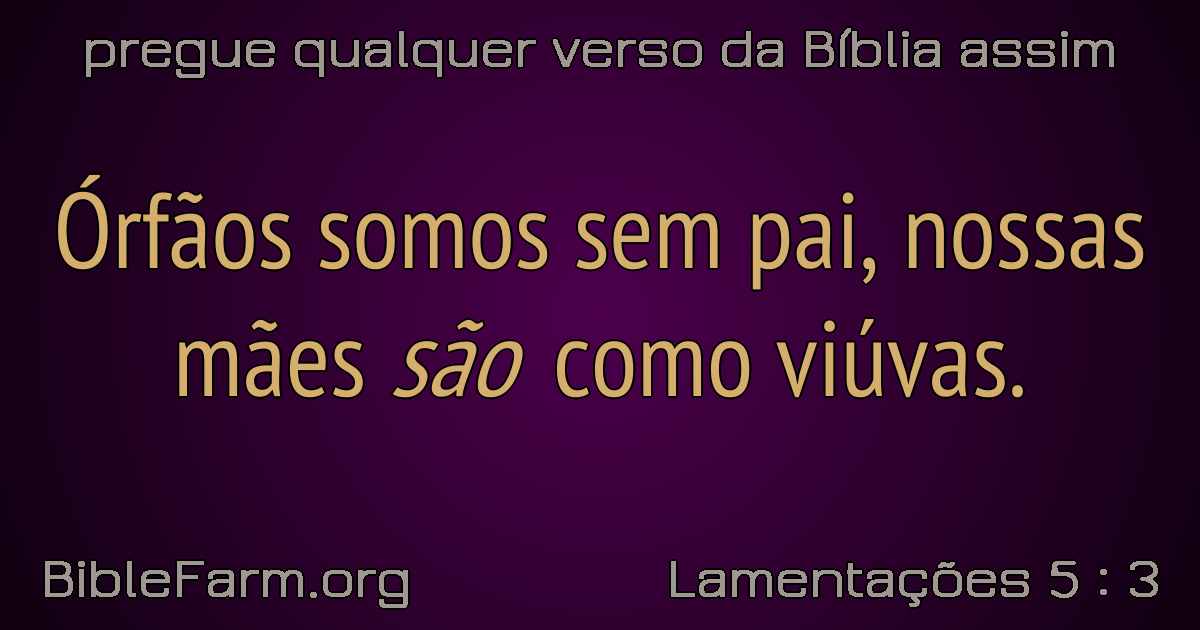 pregue qualquer verso da Bíblia assim
Órfãos somos sem pai, nossas
mães são como viúvas.
BibleFarm.org
Lamentações 5 : 3